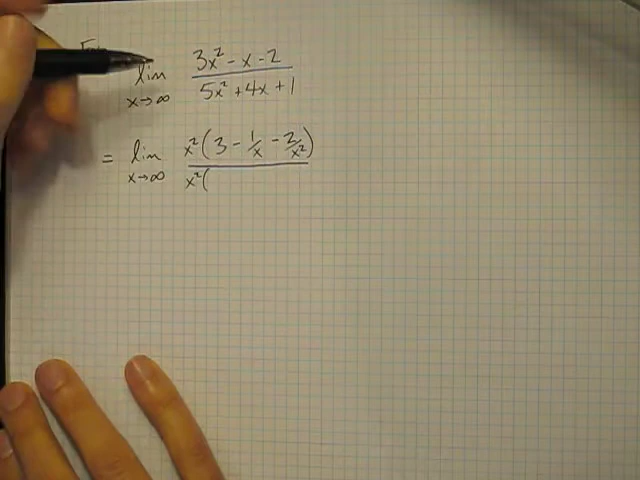 lim 3x² - x - 2
x→∞ 5x² + 4x + 1
= lim x²(3 - 1/x - 2/x²)
x→∞ x²(